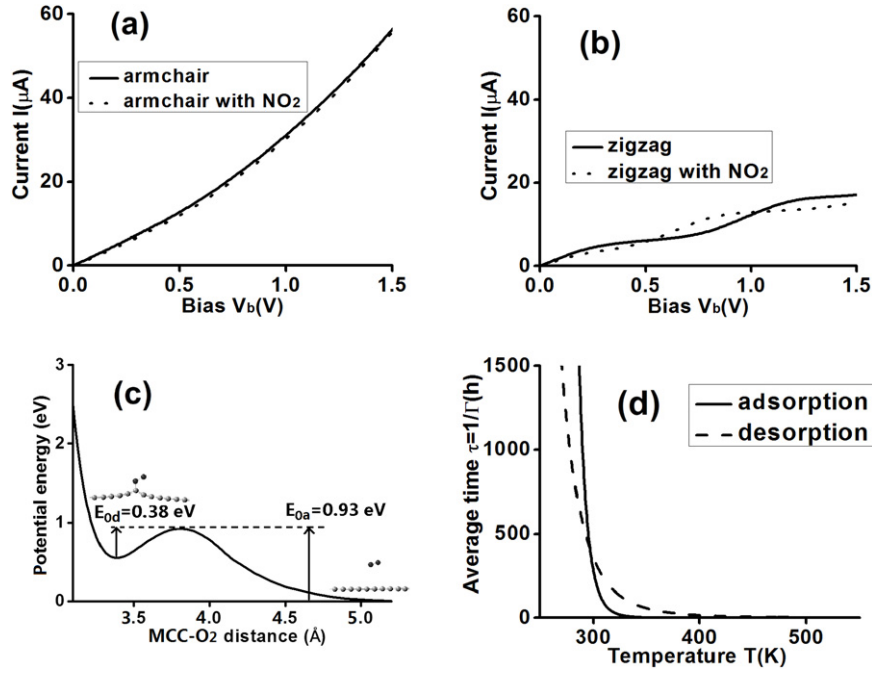 (a)
armchair
armchair with NO2
60
40
20
0
0.0 0.5 1.0 1.5
Current I(μA)
Bias Vb(V)
(b)
zigzag
zigzag with NO2
60
40
20
0
0.0 0.5 1.0 1.5
Current I(μA)
Bias Vb(V)
(c)
3
2
1
0
E0d=0.38 eV
E0a=0.93 eV
3.5 4.0 4.5 5.0
Potential energy (eV)
MCC-O2 distance (Å)
(d)
adsorption
desorption
1500
1000
500
0
300 400 500
Average time τ=1/Γ(h)
Temperature T(K)